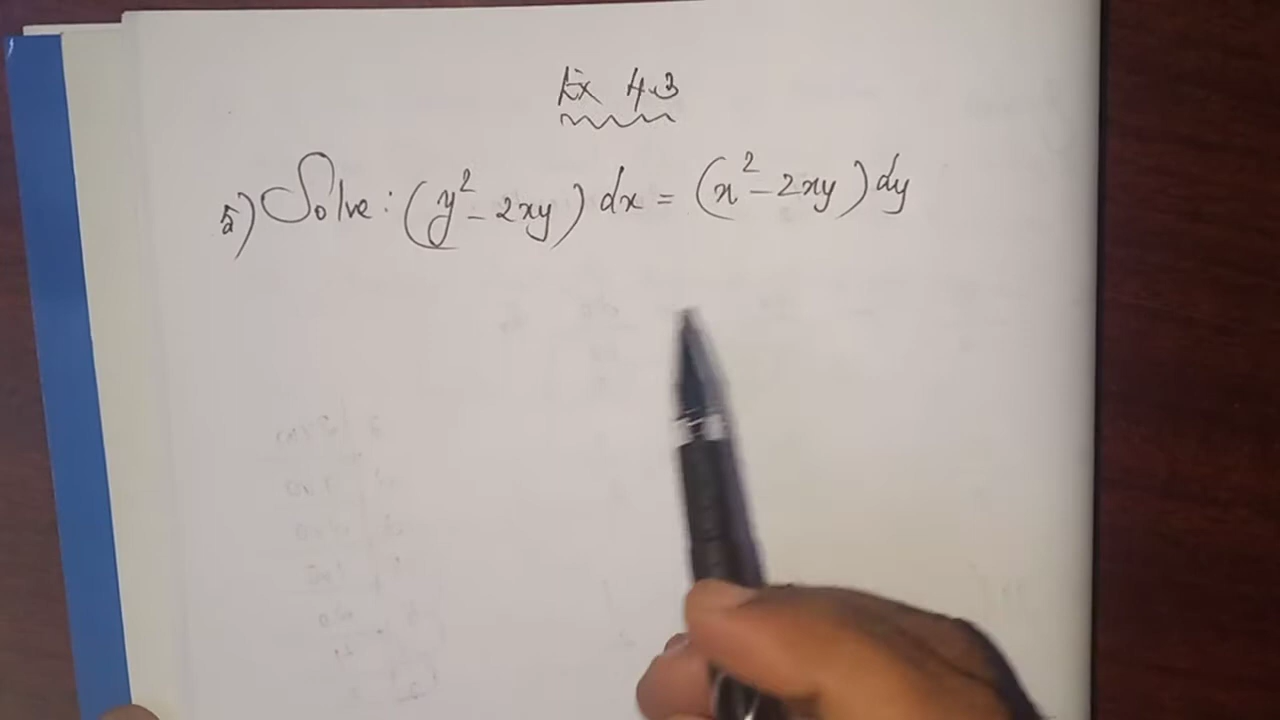 Ex 4.3
5) Solve: (y² - 2xy) dx = (x² - 2xy) dy